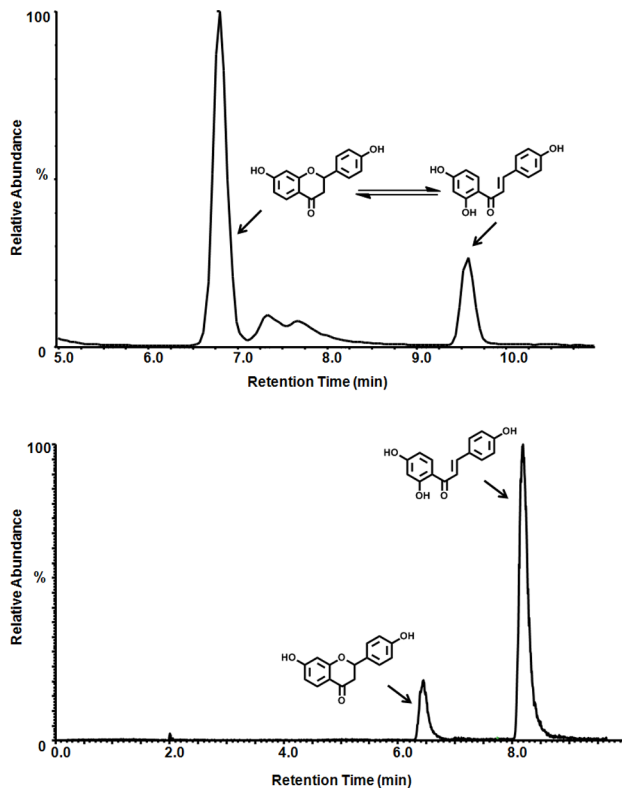 100
Relative Abundance
%
0
OH
HO
O
O
OH
HO
OH
O
5.0 6.0 7.0 8.0 9.0 10.0
Retention Time (min)
100
Relative Abundance
%
0
OH
HO
OH
O
OH
HO
O
O
0.0 2.0 4.0 6.0 8.0
Retention Time (min)